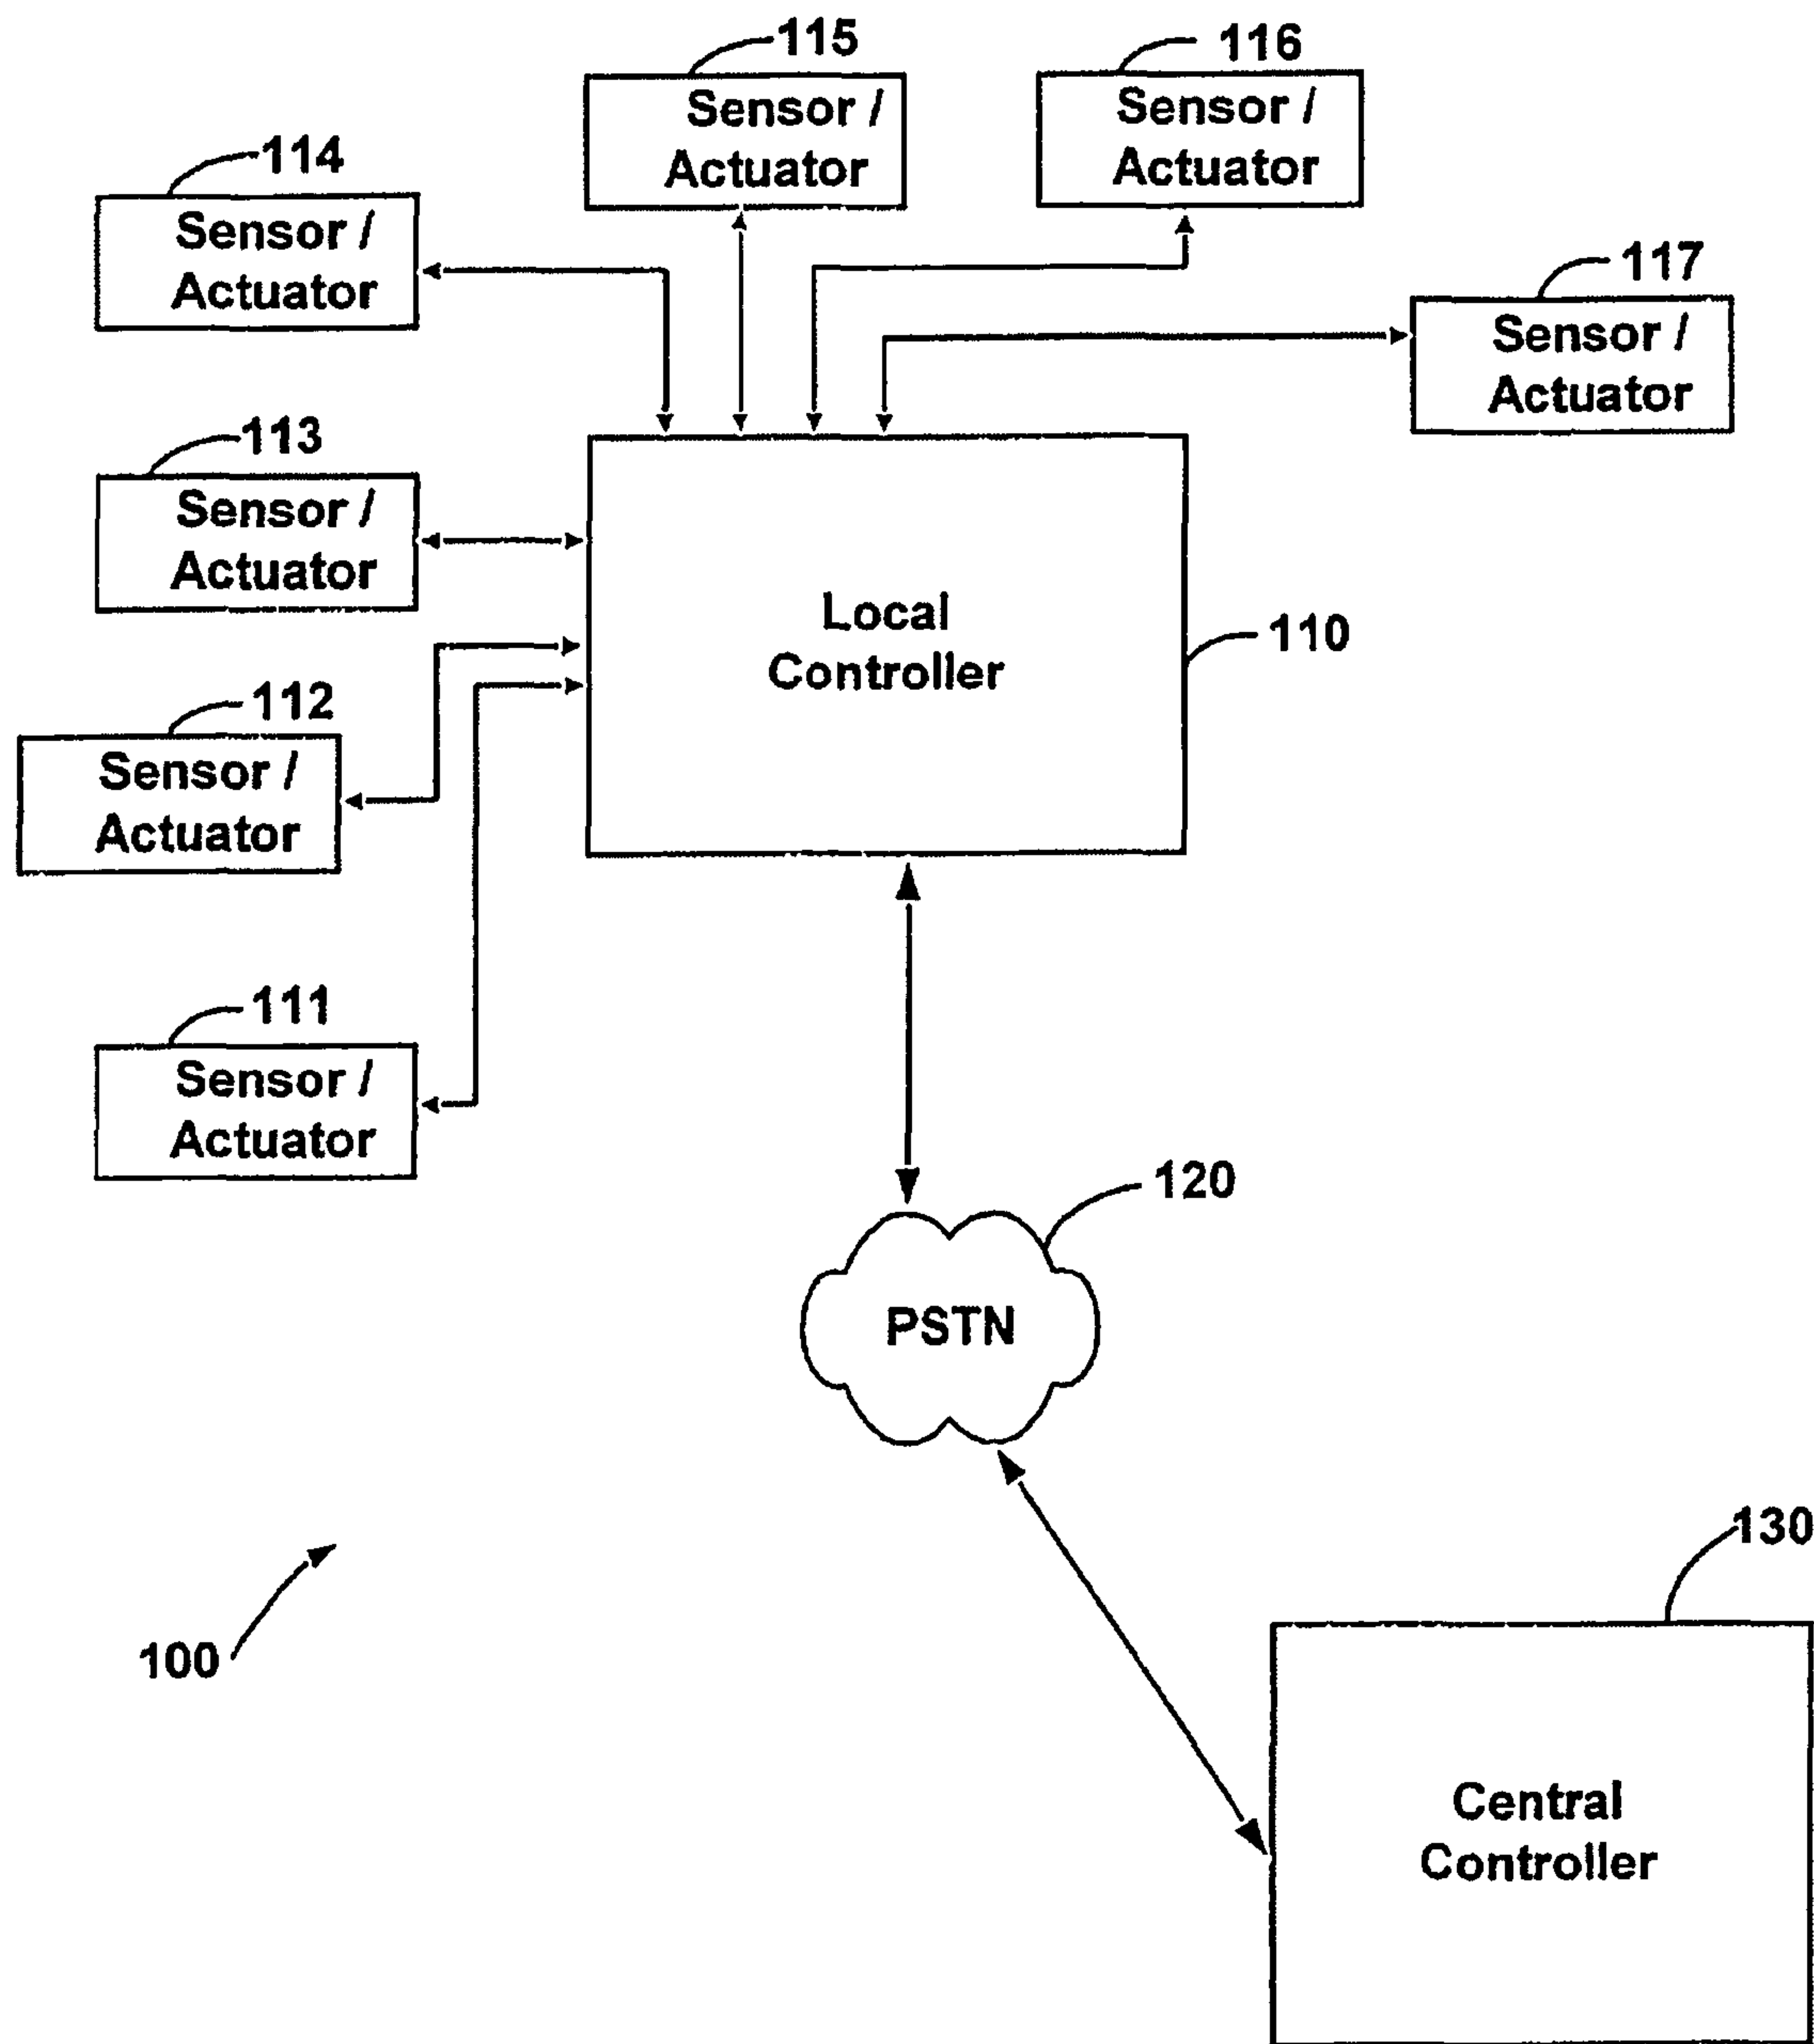 115
Sensor /
Actuator
116
Sensor /
Actuator
114
Sensor /
Actuator
117
Sensor /
Actuator
113
Sensor /
Actuator
Local
Controller
110
112
Sensor /
Actuator
111
Sensor /
Actuator
120
PSTN
130
100
Central
Controller